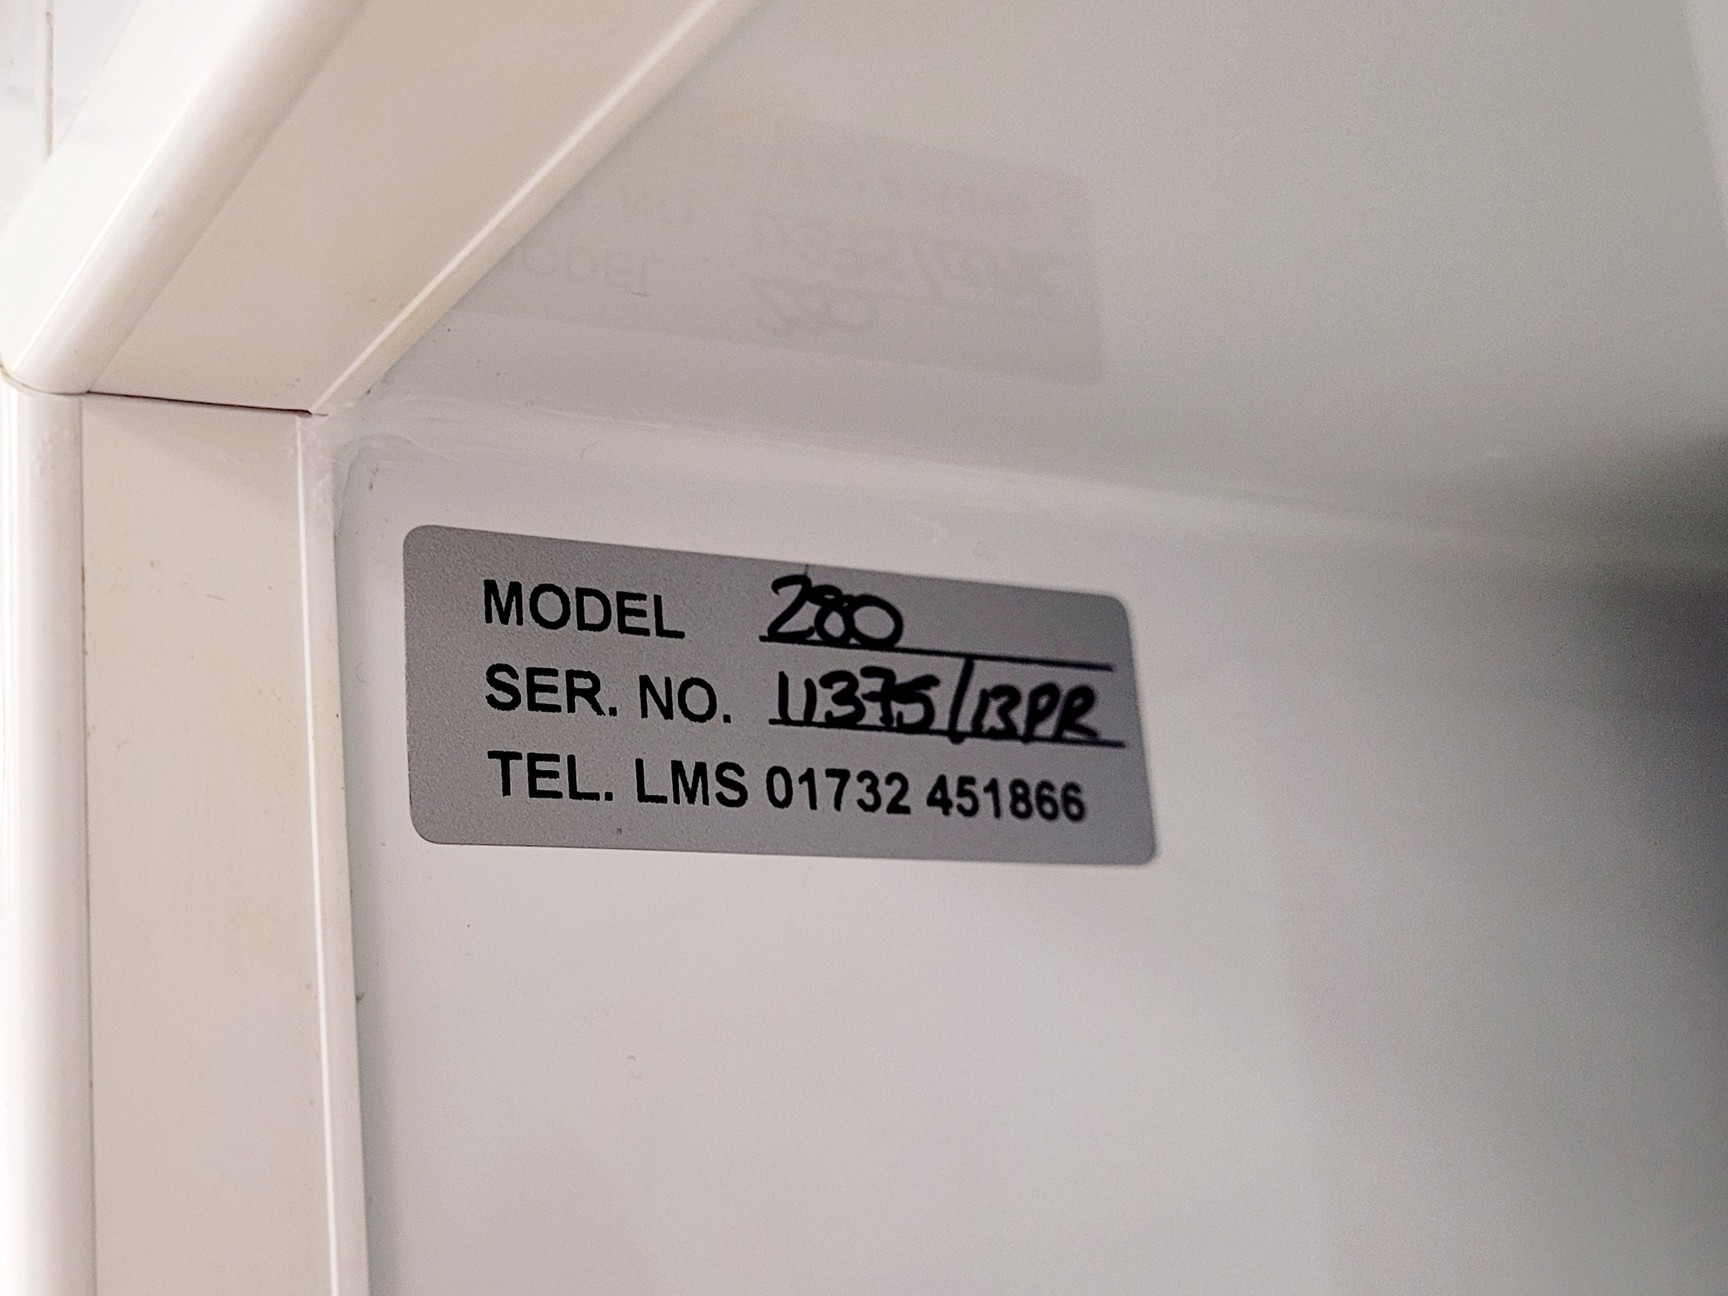 MODEL 280
SER. NO. 11375/13PR
TEL. LMS 01732 451866